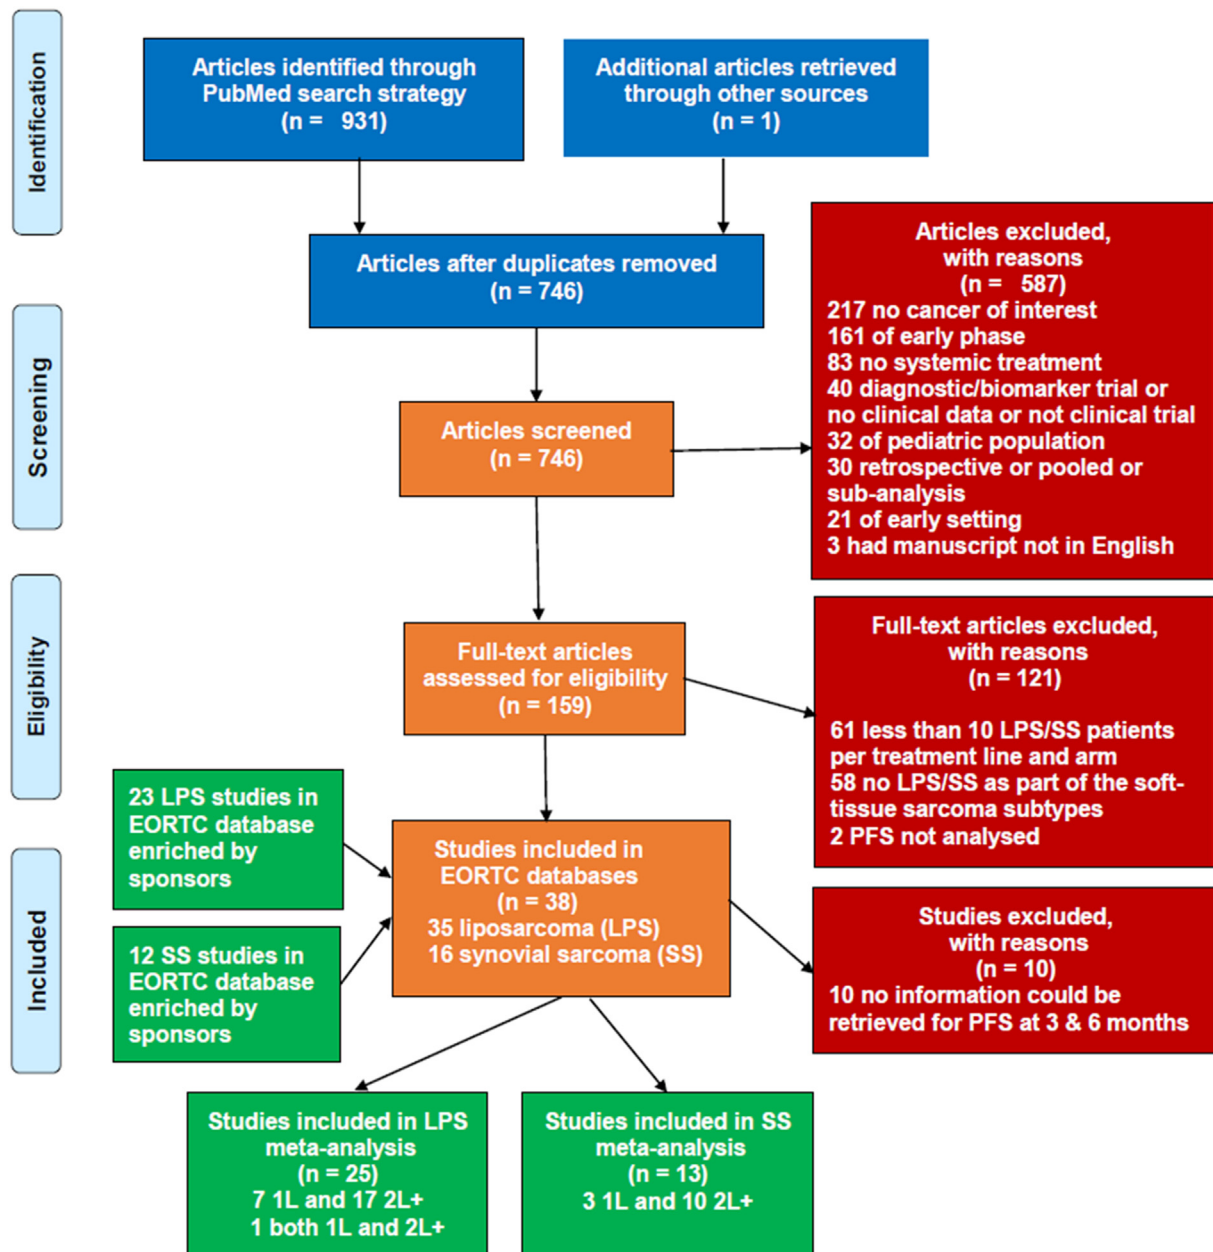 Identification
Articles identified through
PubMed search strategy
(n = 931)
Additional articles retrieved
through other sources
(n = 1)
Articles after duplicates removed
(n = 746)
Screening
Articles screened
(n = 746)
Articles excluded,
with reasons
(n = 587)
217 no cancer of interest
161 of early phase
83 no systemic treatment
40 diagnostic/biomarker trial or
no clinical data or not clinical trial
32 of pediatric population
30 retrospective or pooled or
sub-analysis
21 of early setting
3 had manuscript not in English
Eligibility
Full-text articles
assessed for eligibility
(n = 159)
Full-text articles excluded,
with reasons
(n = 121)
61 less than 10 LPS/SS patients
per treatment line and arm
58 no LPS/SS as part of the soft-
tissue sarcoma subtypes
2 PFS not analysed
Included
23 LPS studies in
EORTC database
enriched by
sponsors
12 SS studies in
EORTC database
enriched by
sponsors
Studies included in
EORTC databases
(n = 38)
35 liposarcoma (LPS)
16 synovial sarcoma (SS)
Studies excluded,
with reasons
(n = 10)
10 no information could be
retrieved for PFS at 3 & 6 months
Studies included in LPS
meta-analysis
(n = 25)
7 1L and 17 2L+
1 both 1L and 2L+
Studies included in SS
meta-analysis
(n = 13)
3 1L and 10 2L+